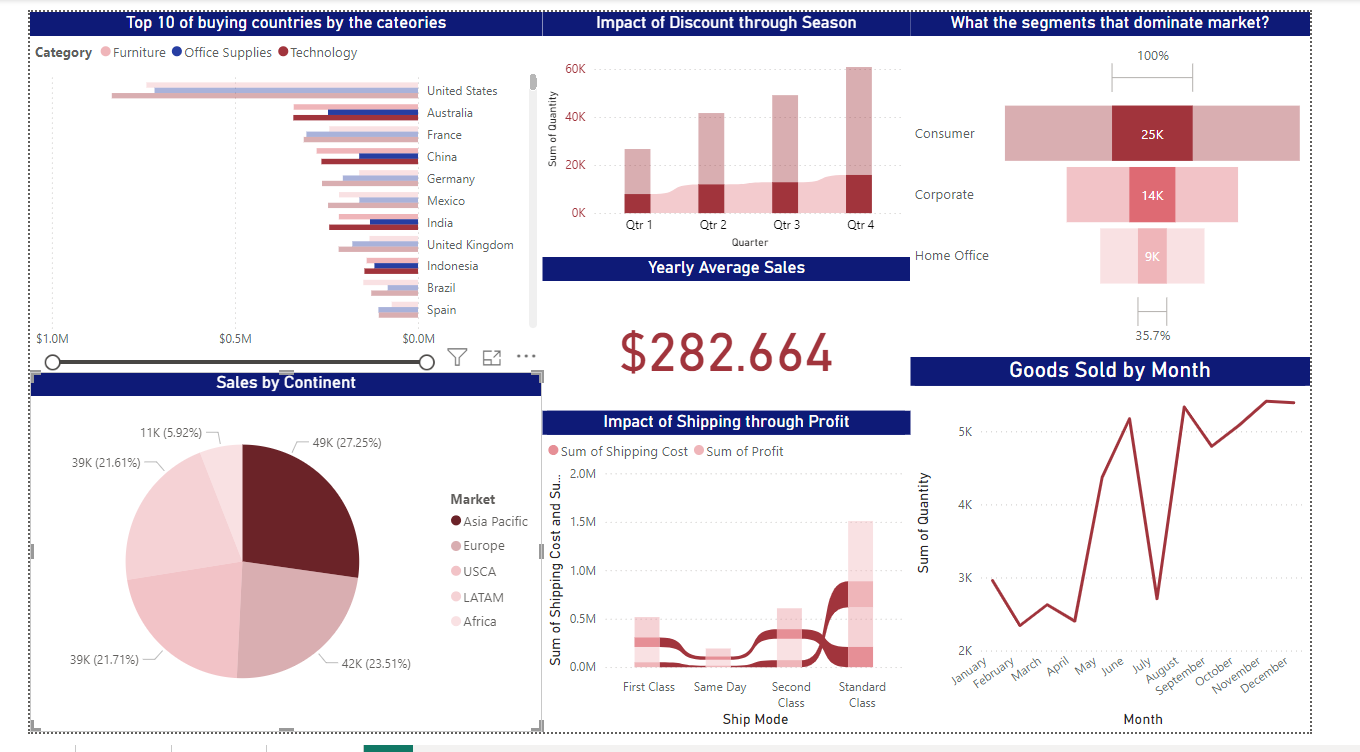 Top 10 of buying countries by the cateories
Category Furniture Office Supplies Technology
United States
Australia
France
China
Germany
Mexico
India
United Kingdom
Indonesia
Brazil
Spain
$1.0M $0.5M $0.0M
Sales by Continent
11K (5.92%)
49K (27.25%)
39K (21.61%)
39K (21.71%)
42K (23.51%)
Market
Asia Pacific
Europe
USCA
LATAM
Africa
Impact of Discount through Season
Sum of Quantity
60K
40K
20K
0K
Qtr 1 Qtr 2 Qtr 3 Qtr 4
Quarter
Yearly Average Sales
$282.664
Impact of Shipping through Profit
Sum of Shipping Cost Sum of Profit
Sum of Shipping Cost and Su...
2.0M
1.5M
1.0M
0.5M
0.0M
First Class Same Day Second Class Standard Class
Ship Mode
What the segments that dominate market?
100%
Consumer 25K
Corporate 14K
Home Office 9K
35.7%
Goods Sold by Month
Sum of Quantity
5K
4K
3K
2K
January February March April May June July August September October November December
Month